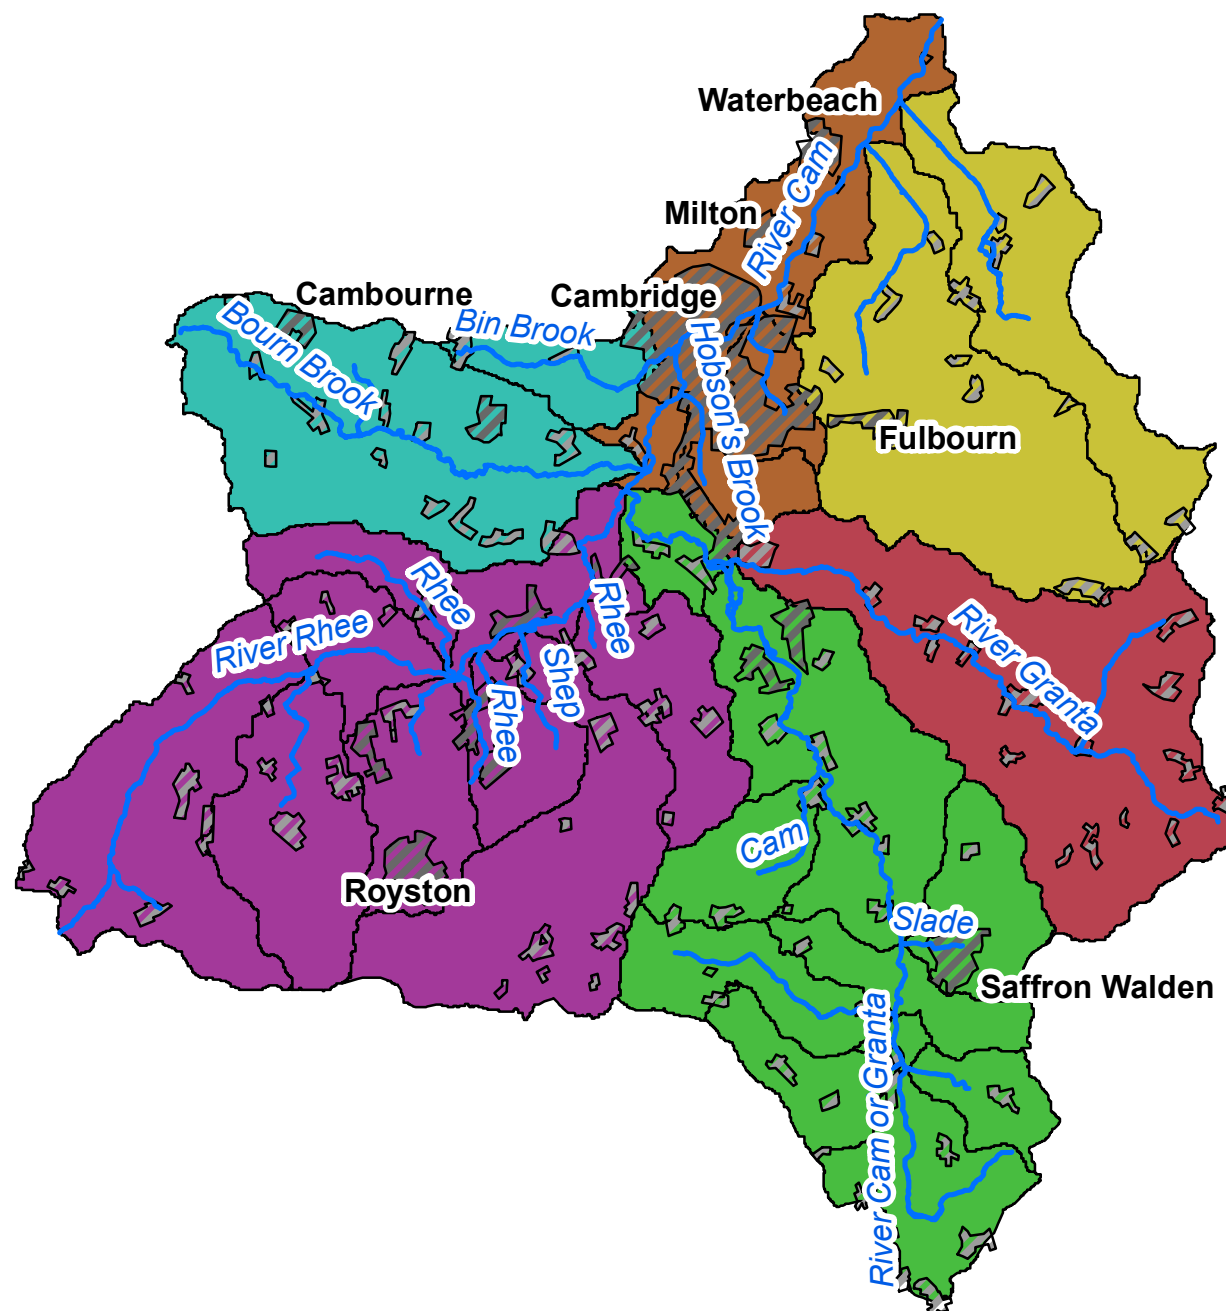 Waterbeach
River Cam
Milton
Cambourne
Cambridge
Bin Brook
Bourn Brook
Hobson's Brook
Fulbourn
Rhee
Rhee
River Rhee
River Granta
Shep
Rhee
Cam
Royston
Slade
Saffron Walden
River Cam or Granta